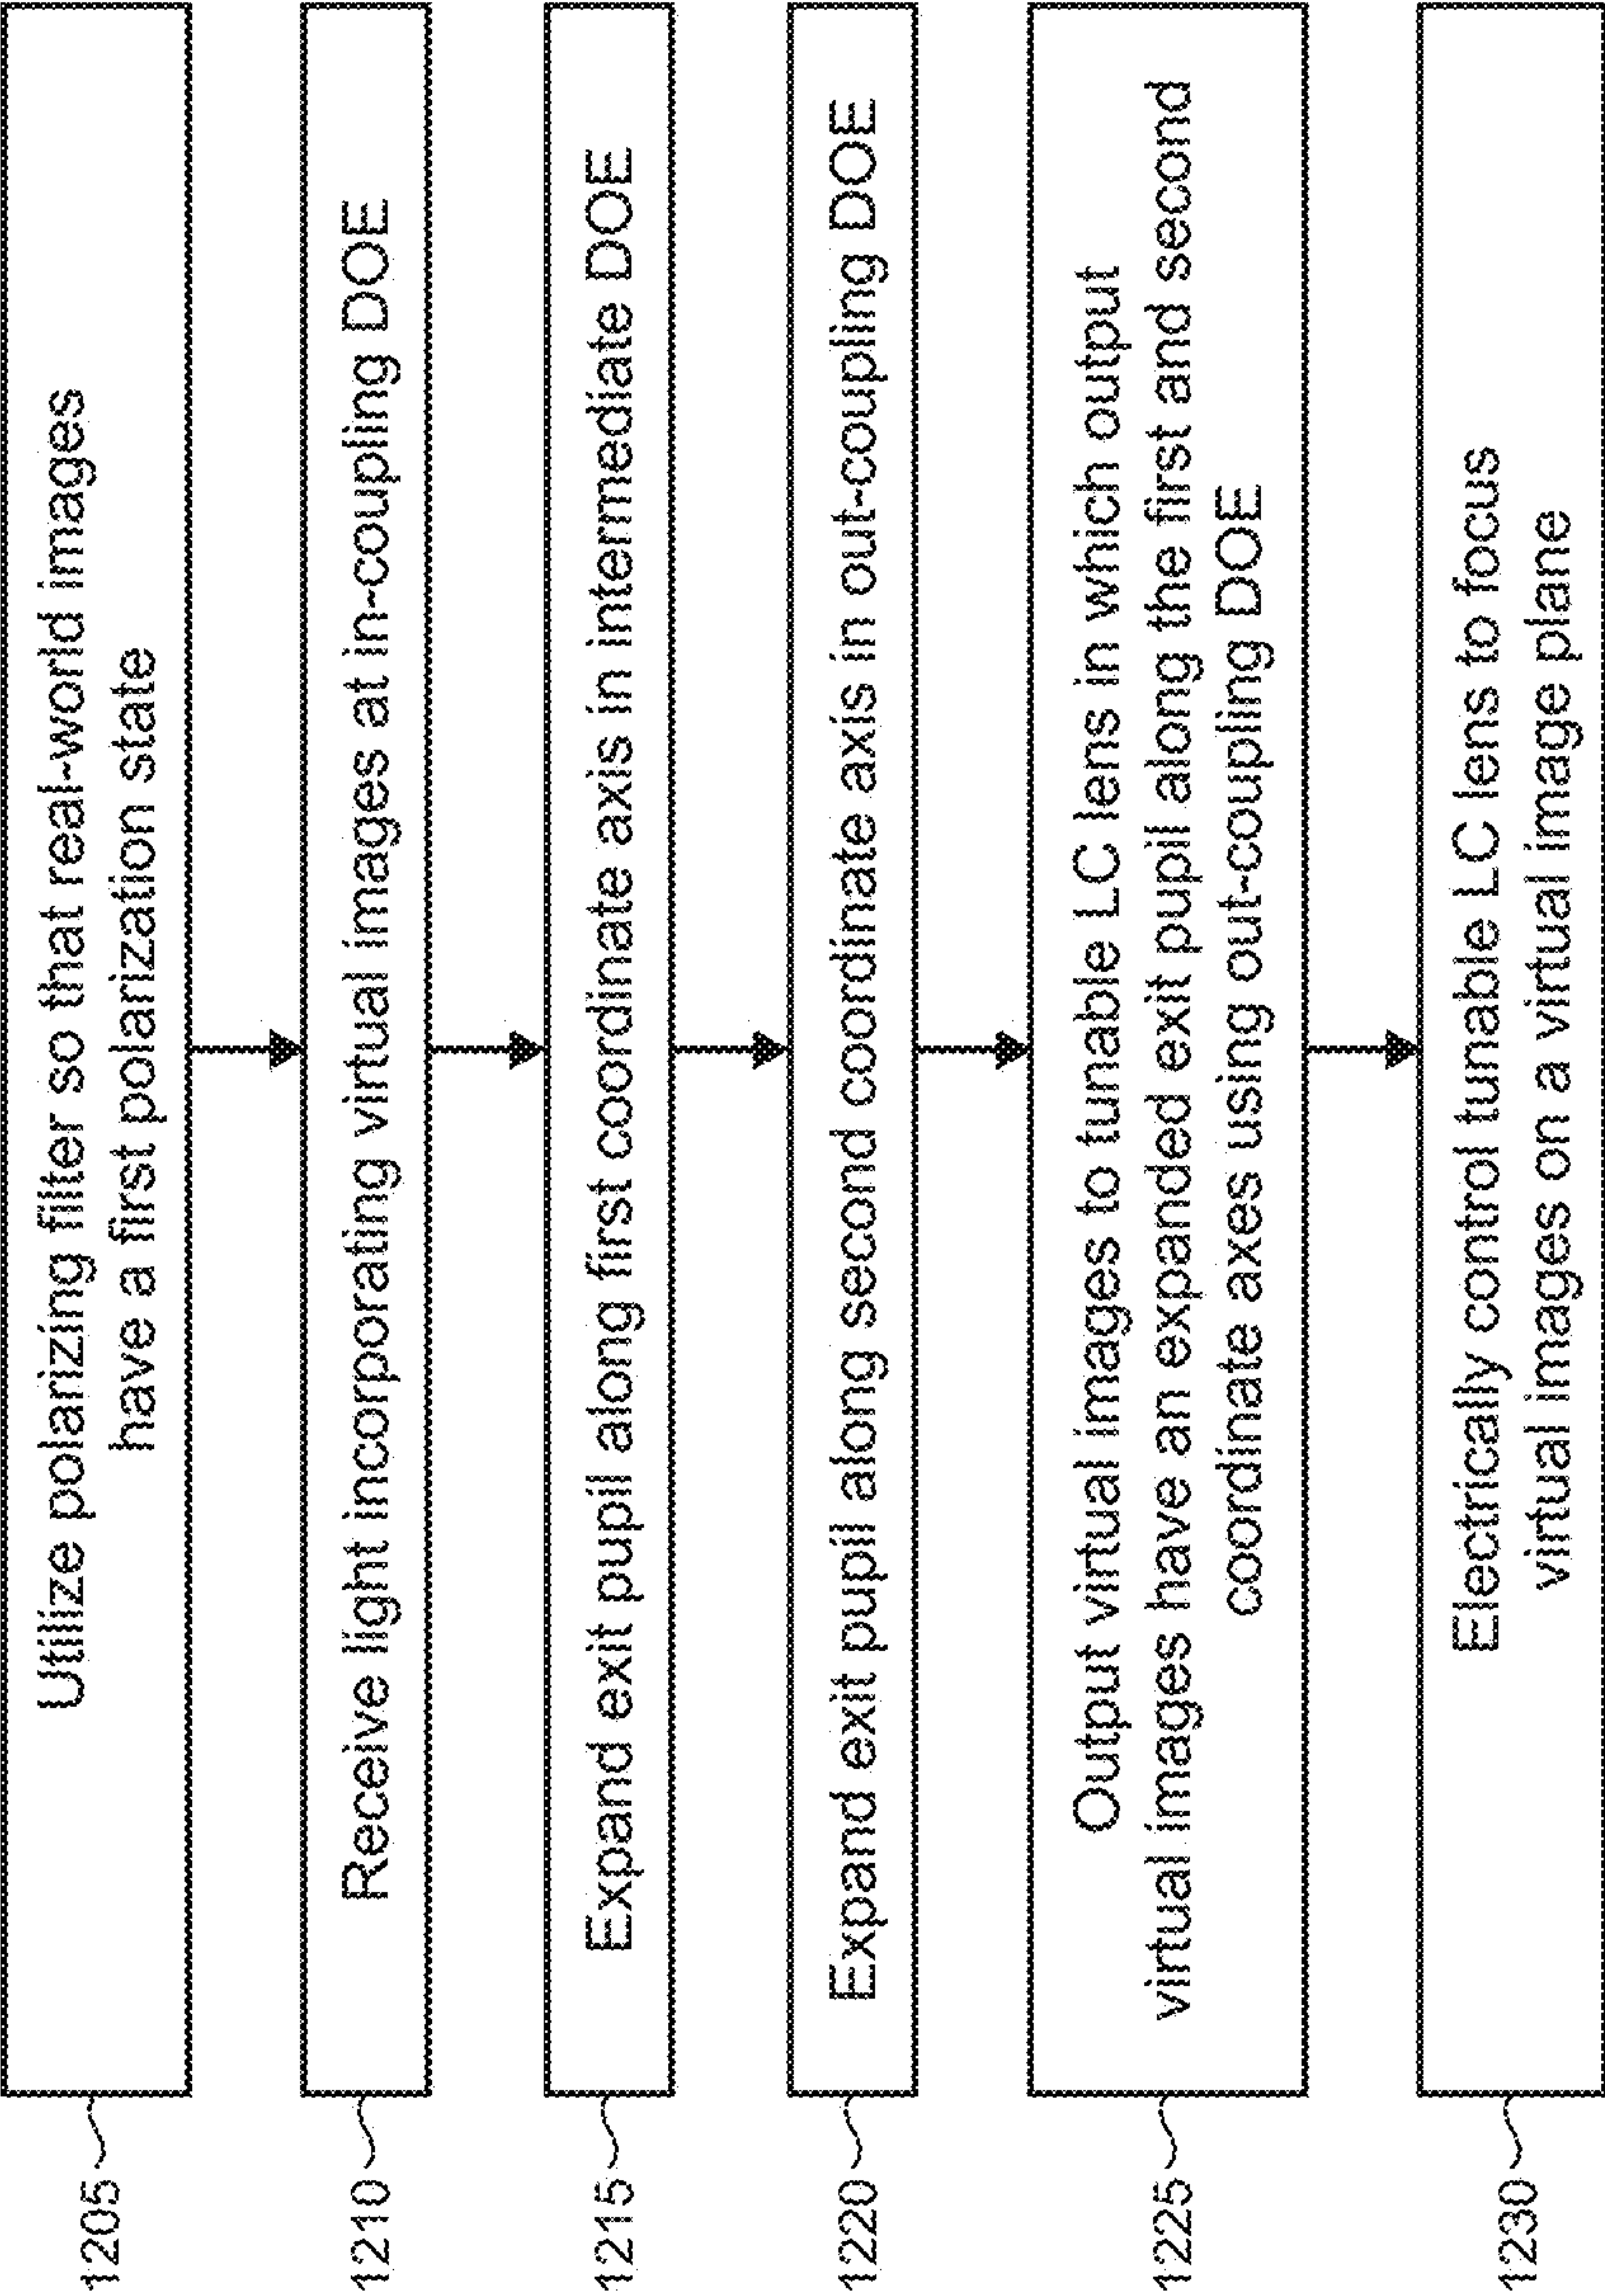 1205
Utilize polarizing filter so that real-world images
have a first polarization state
1210
Receive light incorporating virtual images at in-coupling DOE
1215
Expand exit pupil along first coordinate axis in intermediate DOE
1220
Expand exit pupil along second coordinate axis in out-coupling DOE
1225
Output virtual images to tunable LC lens in which output
virtual images have an expanded exit pupil along the first and second
coordinate axes using out-coupling DOE
1230
Electrically control tunable LC lens to focus
virtual images on a virtual image plane